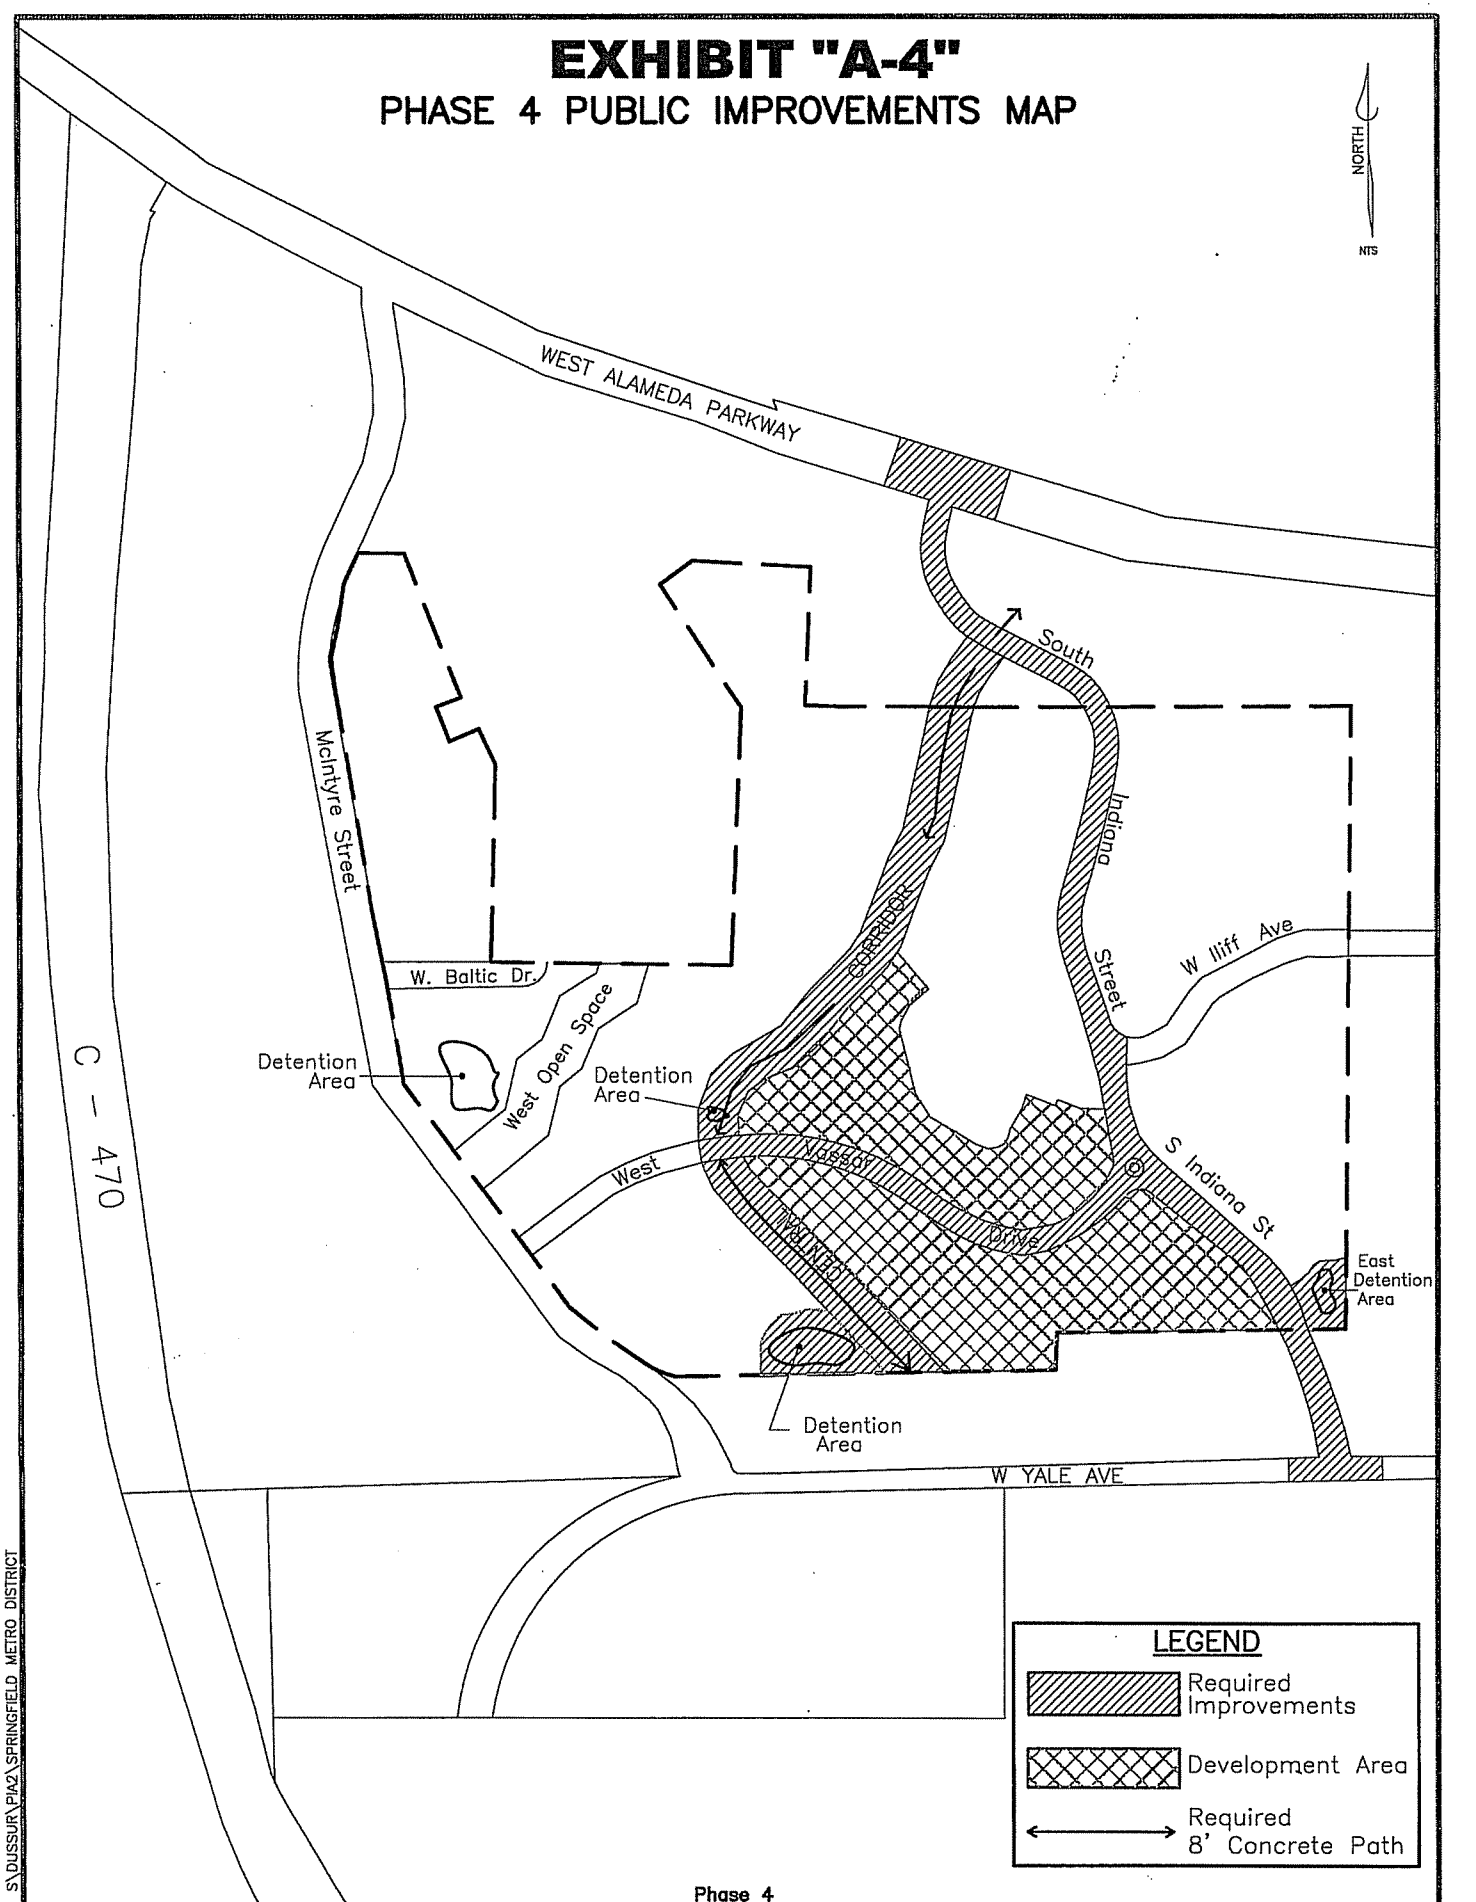 EXHIBIT "A-4"
PHASE 4 PUBLIC IMPROVEMENTS MAP
NORTH
NTS
WEST ALAMEDA PARKWAY
South
Indiana
Street
McIntyre Street
CORRIDOR
W Iliff Ave
W. Baltic Dr.
West Open Space
Detention
Area
Detention
Area
C - 470
West
Vassar
Drive
S Indiana St
CENTRAL
East
Detention
Area
Detention
Area
W YALE AVE
LEGEND
Required
Improvements
Development Area
Required
8' Concrete Path
S\DUSSUR\PIA2\SPRINGFIELD METRO DISTRICT
Phase 4